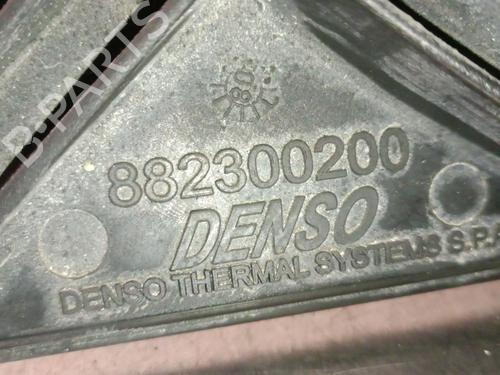 B-PARTS
882300200
DENSO
DENSO THERMAL SYSTEMS S.P.A